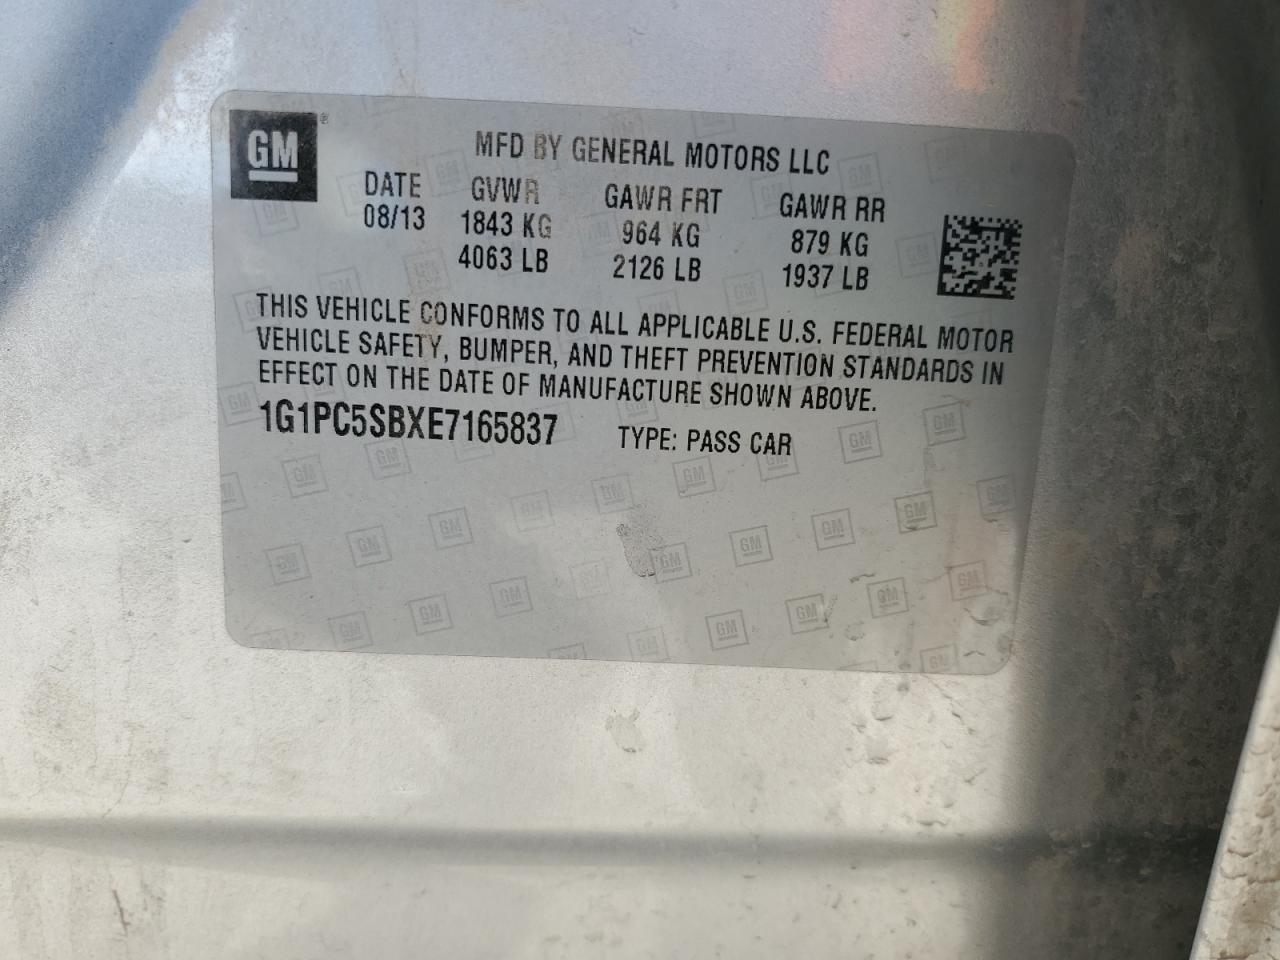 GM ®
MFD BY GENERAL MOTORS LLC
DATE GVWR GAWR FRT GAWR RR
08/13 1843 KG 964 KG 879 KG
4063 LB 2126 LB 1937 LB
THIS VEHICLE CONFORMS TO ALL APPLICABLE U.S. FEDERAL MOTOR
VEHICLE SAFETY, BUMPER, AND THEFT PREVENTION STANDARDS IN
EFFECT ON THE DATE OF MANUFACTURE SHOWN ABOVE.
1G1PC5SBXE7165837 TYPE: PASS CAR